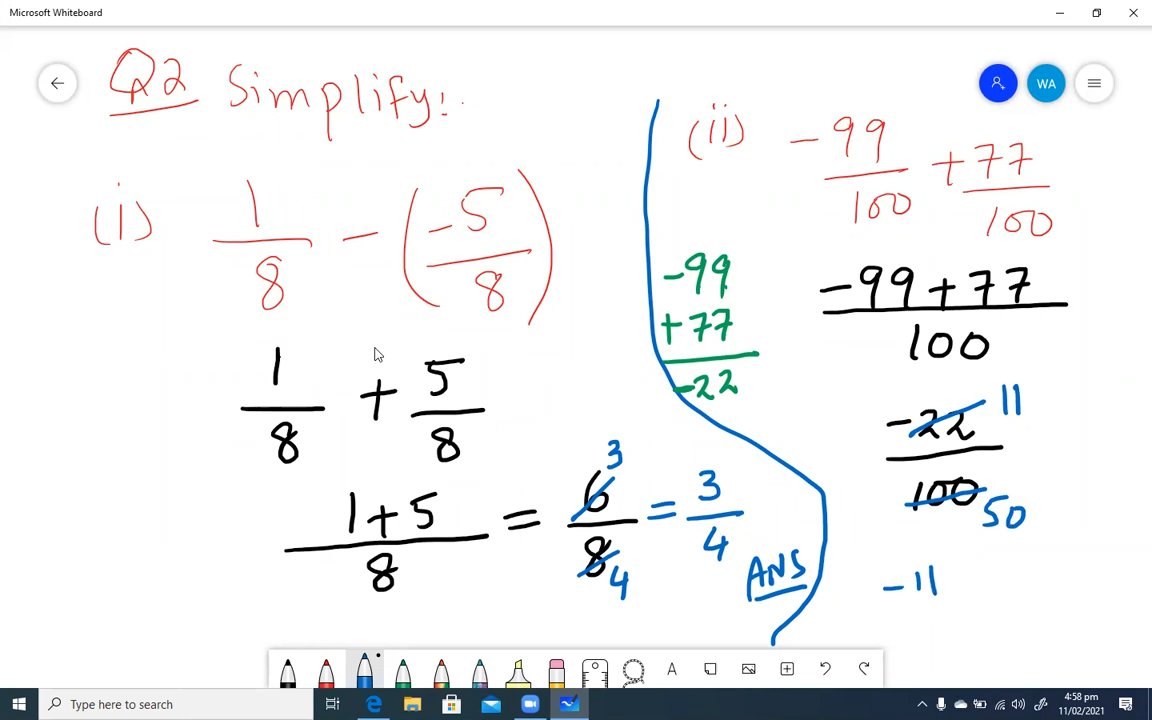 Microsoft Whiteboard
Q2 Simplify:
WA
(i) 1/8 - (-5/8)
1/8 + 5/8
1+5/8 = 6/8 3 4 = 3/4
ANS
(ii) -99/100 + 77/100
-99
+77
-22
-99+77/100
-22/100 11 50
-11
A
Type here to search
4:58 pm
11/02/2021